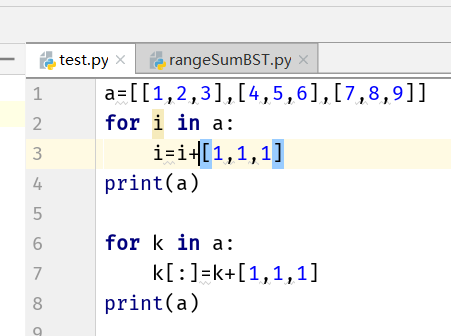 test.py × rangeSumBST.py ×
1 a=[[1,2,3],[4,5,6],[7,8,9]]
2 for i in a:
3     i=i+[1,1,1]
4 print(a)
5
6 for k in a:
7     k[:]=k+[1,1,1]
8 print(a)
9